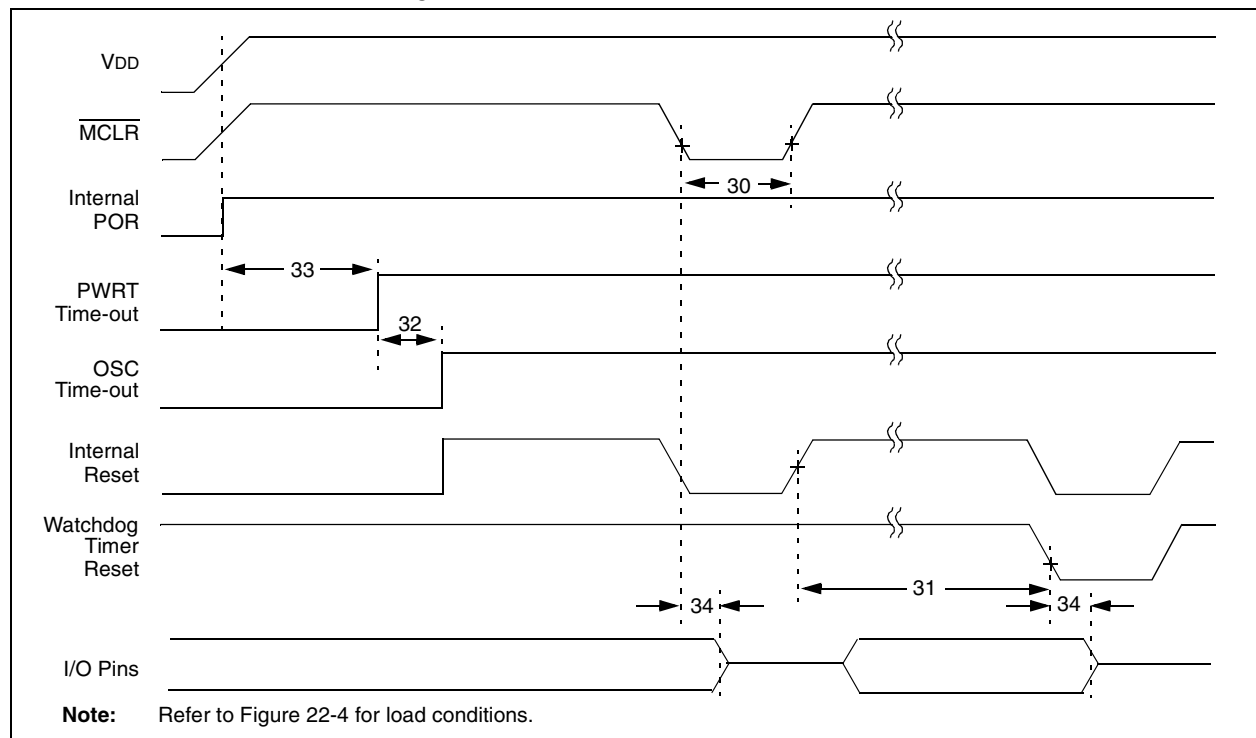 VDD
MCLR
30
Internal
POR
33
PWRT
Time-out
32
OSC
Time-out
Internal
Reset
Watchdog
Timer
Reset
31
34
34
I/O Pins
Note: Refer to Figure 22-4 for load conditions.